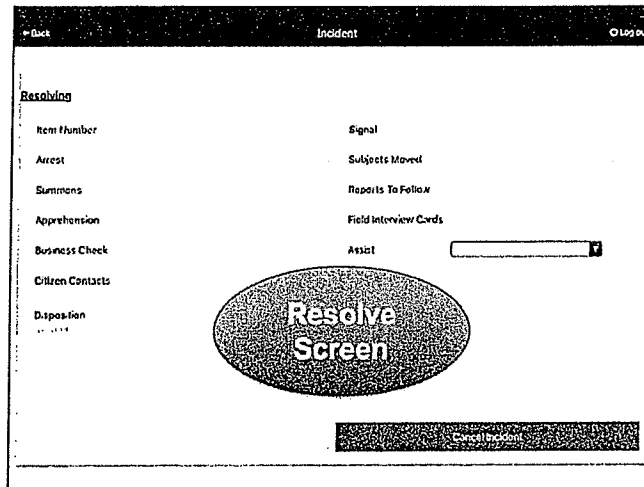 Back Incident Log out
Resolving
Item Number Signal
Arrest Subjects Moved
Summons Reports To Follow
Apprehension Field Interview Cards
Business Check Assist
Citizen Contacts
Disposition
Resolve
Screen
Cancel Incident